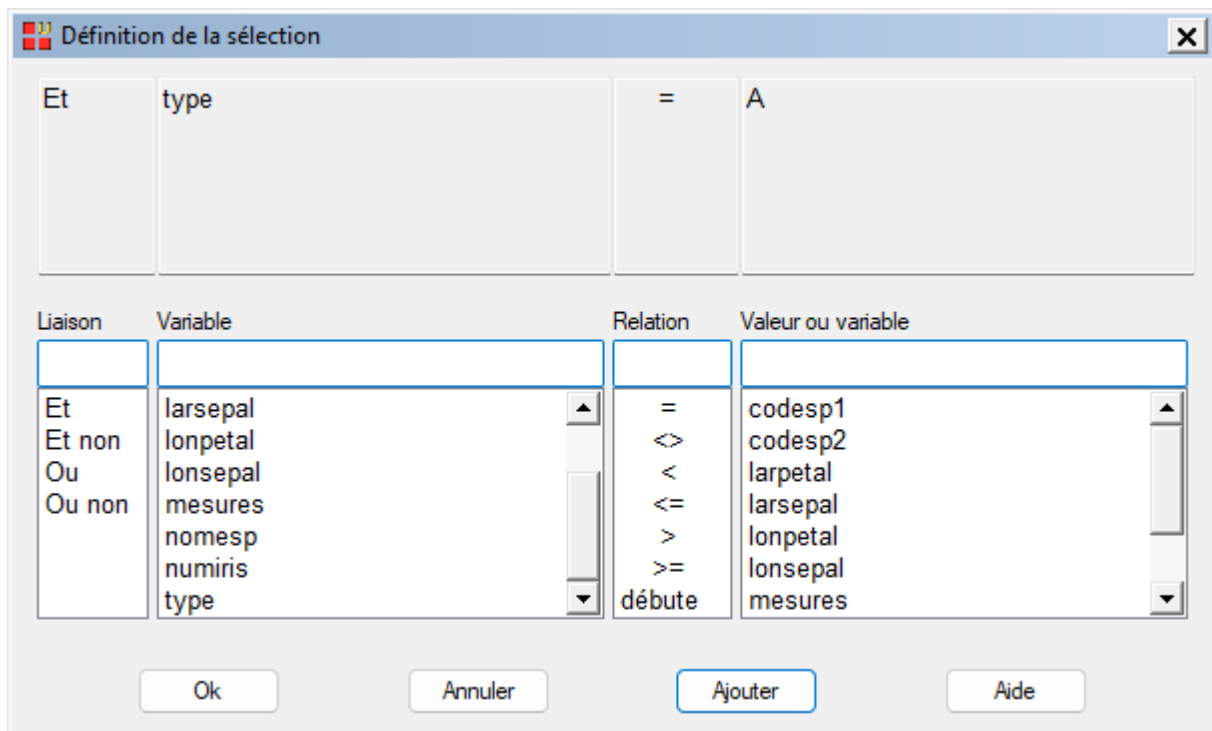 Définition de la sélection
Et type = A
Liaison Variable Relation Valeur ou variable
Et larsepal = codesp1
Et non lonpetal <> codesp2
Ou lonsepal < larpetal
Ou non mesures <= larsepal
nomesp > lonpetal
numiris >= lonsepal
type débute mesures
Ok Annuler Ajouter Aide